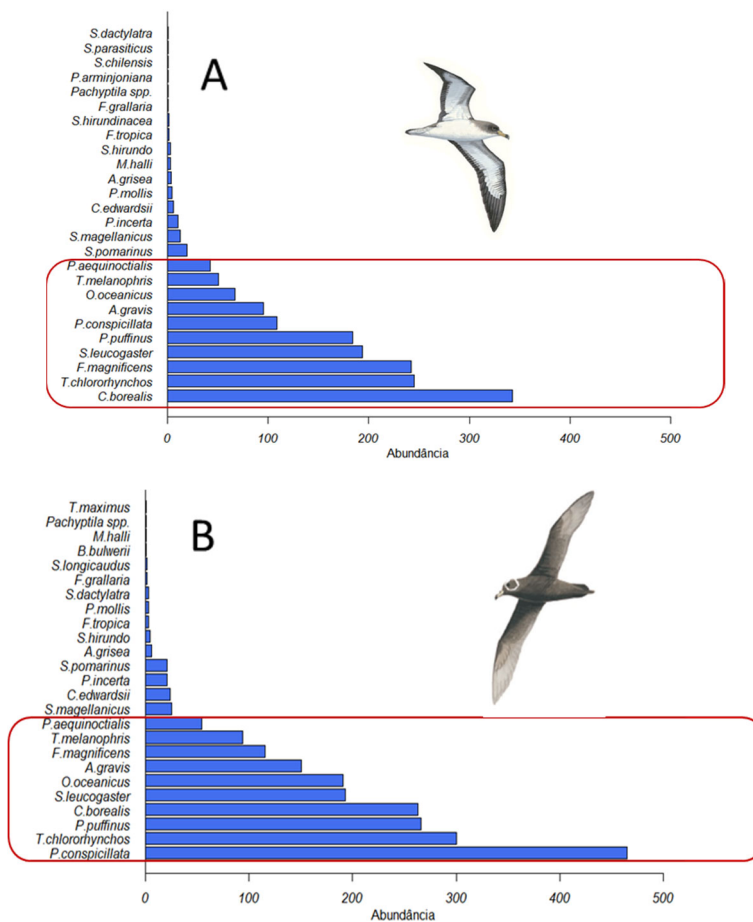 A
S.dactylatra
S.parasiticus
S.chilensis
P.arminjoniana
Pachyptila spp.
F.grallaria
S.hirundinacea
F.tropica
S.hirundo
M.halli
A.grisea
P.mollis
C.edwardsii
P.incerta
S.magellanicus
S.pomarinus
P.aequinoctialis
T.melanophris
O.oceanicus
A.gravis
P.conspicillata
P.puffinus
S.leucogaster
F.magnificens
T.chlororhynchos
C.borealis
0 100 200 300 400 500
Abundância
B
T.maximus
Pachyptila spp.
M.halli
B.bulwerii
S.longicaudus
F.grallaria
S.dactylatra
P.mollis
F.tropica
S.hirundo
A.grisea
S.pomarinus
P.incerta
C.edwardsii
S.magellanicus
P.aequinoctialis
T.melanophris
F.magnificens
A.gravis
O.oceanicus
S.leucogaster
C.borealis
P.puffinus
T.chlororhynchos
P.conspicillata
0 100 200 300 400 500
Abundância